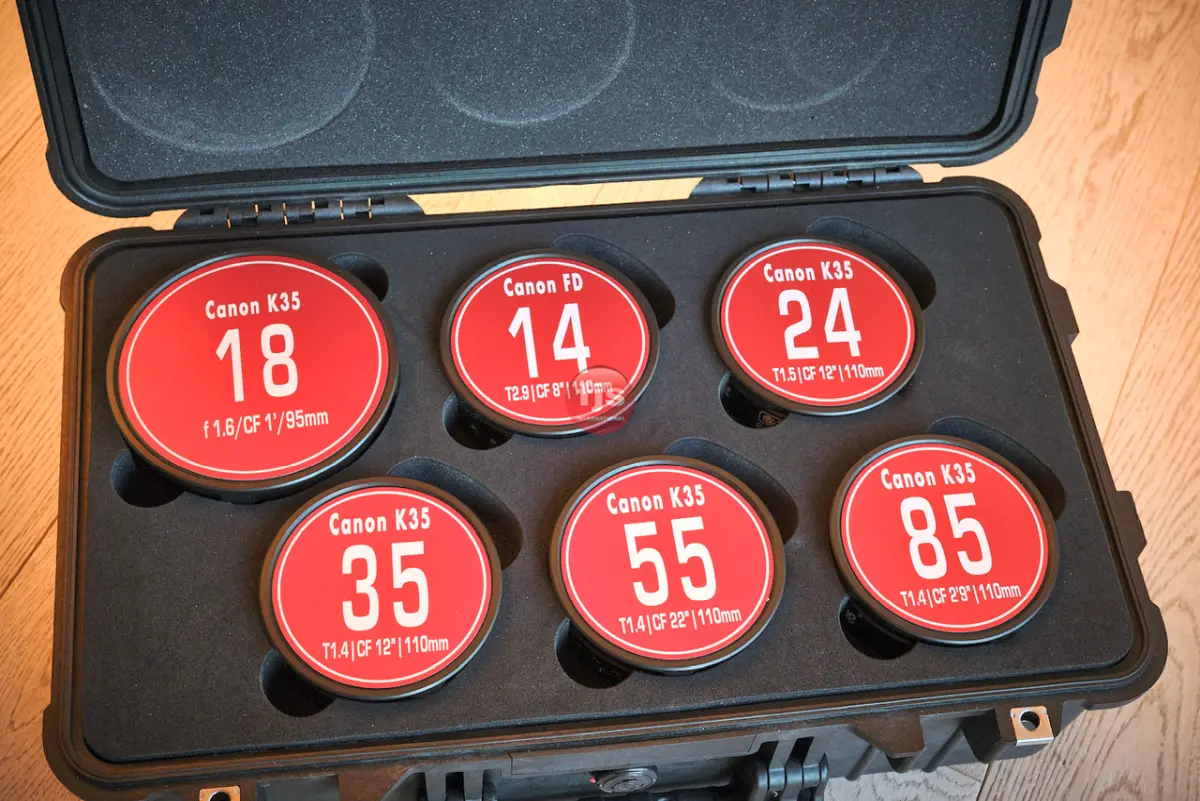 Canon K35
18
f 1.6/CF 1'/95mm
Canon FD
14
T2.9|CF 8"|110mm
Canon K35
24
T1.5|CF 12"|110mm
Canon K35
35
T1.4|CF 12"|110mm
Canon K35
55
T1.4|CF 22"|110mm
Canon K35
85
T1.4|CF 2'9"|110mm